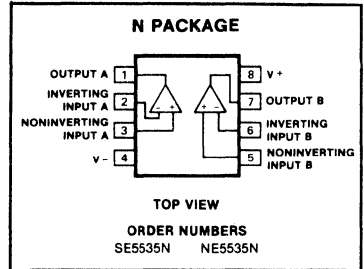 N PACKAGE
OUTPUT A 1
8 V +
INVERTING
INPUT A 2
7 OUTPUT B
NONINVERTING
INPUT A 3
6 INVERTING
INPUT B
V - 4
5 NONINVERTING
INPUT B
- +
+ -
TOP VIEW
ORDER NUMBERS
SE5535N NE5535N